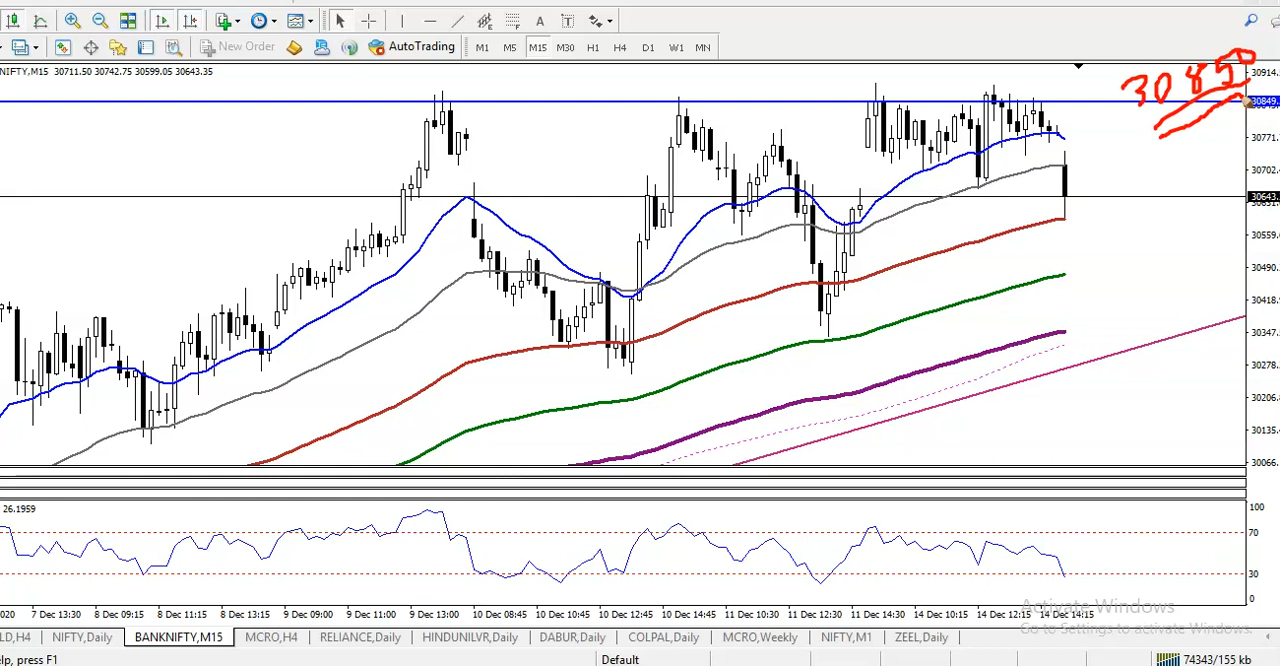 New Order
AutoTrading
M1 M5 M15 M30 H1 H4 D1 W1 MN
NIFTY,M15 30711.50 30742.75 30599.05 30643.35
30850
30914.
30849.
30771.
30702.
30643.
30559.
30490.
30418.
30347.
30278.
30206.
30135.
30066.
26.1959
100
70
30
0
020 7 Dec 13:30 8 Dec 09:15 8 Dec 11:15 8 Dec 13:15 9 Dec 09:00 9 Dec 11:00 9 Dec 13:00 10 Dec 08:45 10 Dec 10:45 10 Dec 12:45 10 Dec 14:45 11 Dec 10:30 11 Dec 12:30 11 Dec 14:30 14 Dec 10:15 14 Dec 12:15 14 Dec 14:15
Activate Windows
Go to Settings to activate Windows.
LD,H4 NIFTY,Daily BANKNIFTY,M15 MCRO,H4 RELIANCE,Daily HINDUNILVR,Daily DABUR,Daily COLPAL,Daily MCRO,Weekly NIFTY,M1 ZEEL,Daily
elp, press F1 Default 74343/155 kb